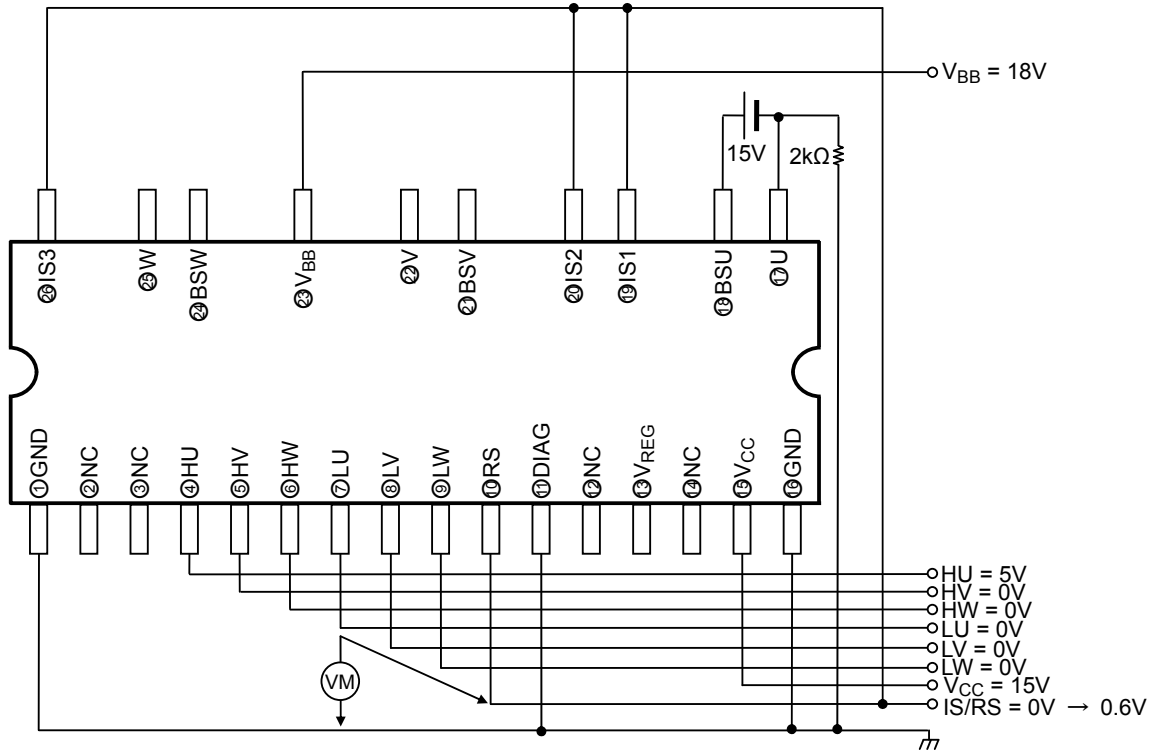 V_BB = 18V
15V
2kΩ
㉖IS3
㉕W
㉔BSW
㉓V_BB
㉒V
㉑BSV
⑳IS2
⑲IS1
⑱BSU
⑰U
①GND
②NC
③NC
④HU
⑤HV
⑥HW
⑦LU
⑧LV
⑨LW
⑩RS
⑪DIAG
⑫NC
⑬V_REG
⑭NC
⑮V_CC
⑯GND
HU = 5V
HV = 0V
HW = 0V
LU = 0V
LV = 0V
LW = 0V
V_CC = 15V
IS/RS = 0V → 0.6V
VM